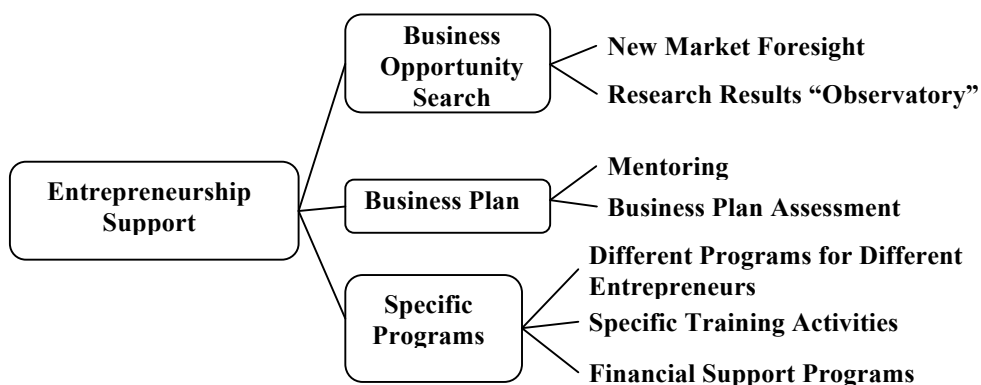 Entrepreneurship
Support
Business
Opportunity
Search
New Market Foresight
Research Results “Observatory”
Business Plan
Mentoring
Business Plan Assessment
Specific
Programs
Different Programs for Different
Entrepreneurs
Specific Training Activities
Financial Support Programs